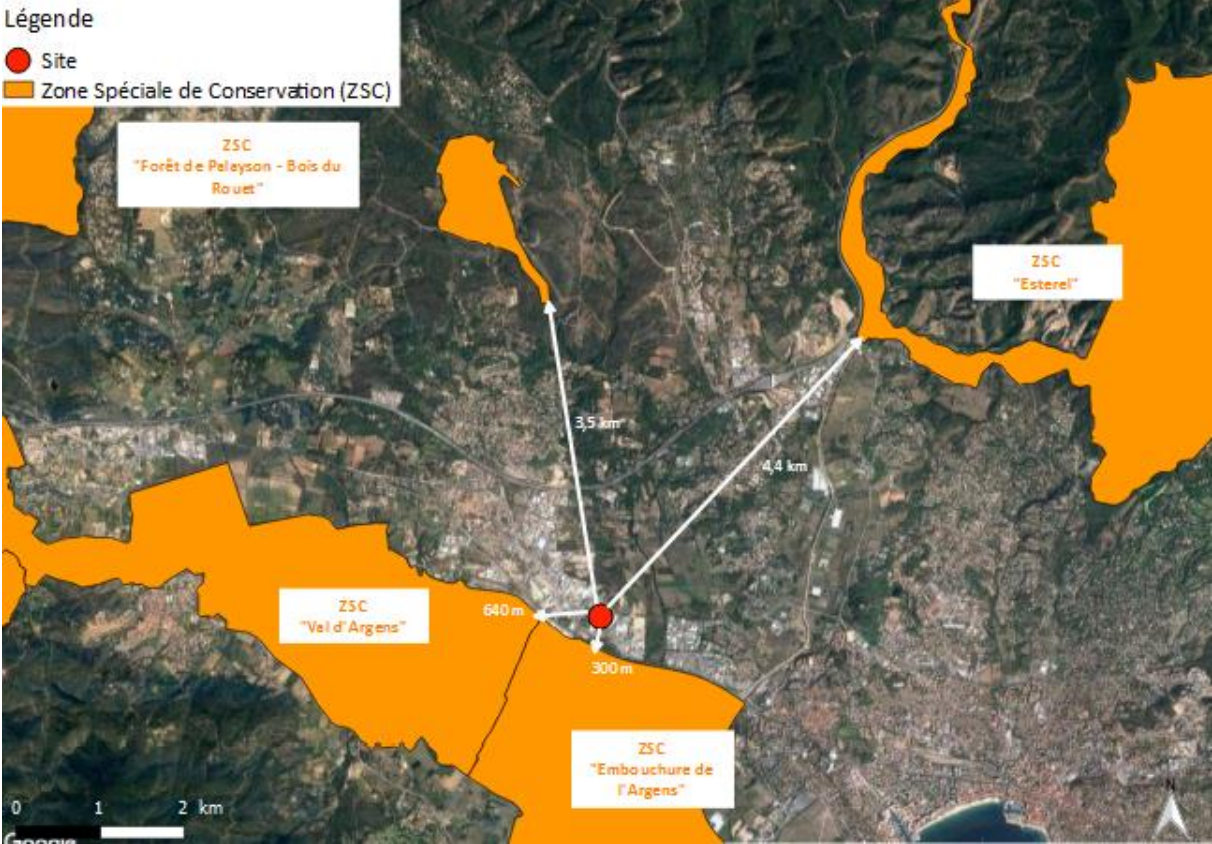 Légende
Site
Zone Spéciale de Conservation (ZSC)
ZSC
"Forêt de Palayson - Bois du
Rouet"
ZSC
"Esterel"
3,5 km
4,4 km
ZSC
"Val d'Argens"
640 m
300 m
ZSC
"Embouchure de
l'Argens"
N
0 1 2 km
Google